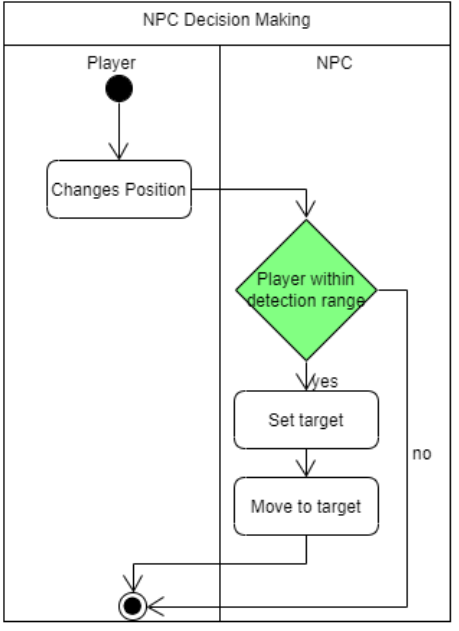 NPC Decision Making
Player
NPC
Changes Position
Player within
detection range
yes
Set target
no
Move to target